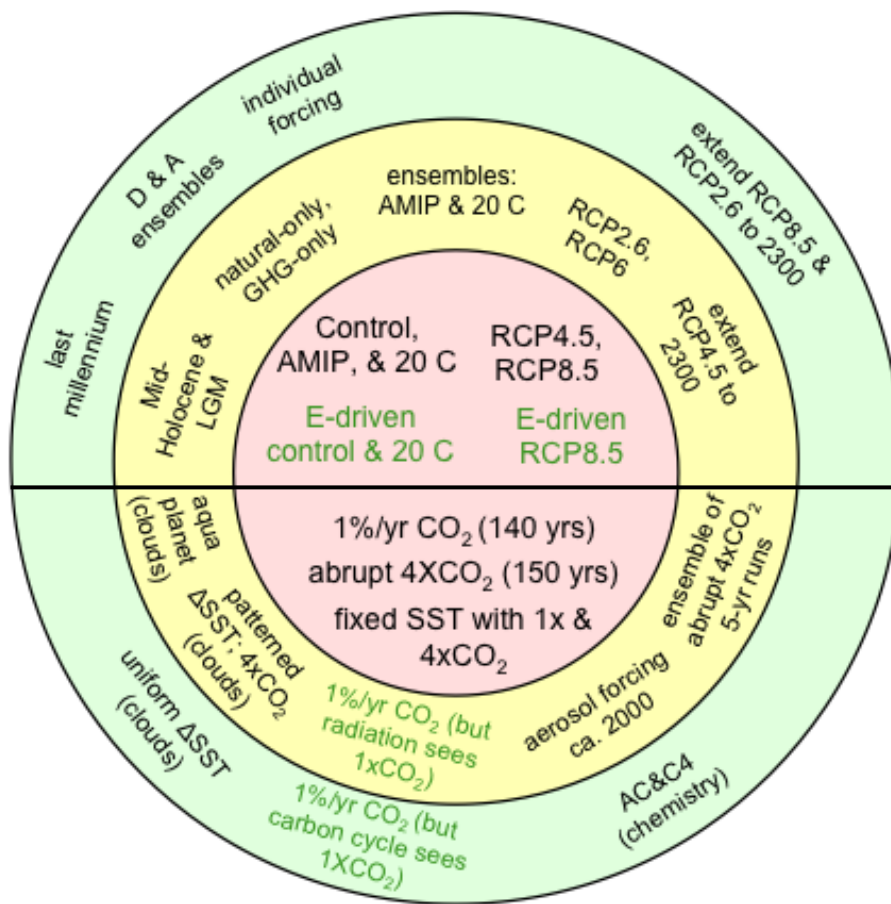 individual
forcing
D & A
ensembles
last
millennium
extend RCP8.5 &
RCP2.6 to 2300
ensembles:
AMIP & 20 C
natural-only,
GHG-only
RCP2.6,
RCP6
Mid-
Holocene &
LGM
extend
RCP4.5 to
2300
Control,
AMIP, & 20 C
RCP4.5,
RCP8.5
E-driven
control & 20 C
E-driven
RCP8.5
1%/yr CO₂ (140 yrs)
abrupt 4XCO₂ (150 yrs)
fixed SST with 1x &
4xCO₂
aqua
planet
(clouds)
patterned
ΔSST; 4xCO₂
(clouds)
1%/yr CO₂ (but
radiation sees
1xCO₂)
aerosol forcing
ca. 2000
ensemble of
abrupt 4xCO₂
5-yr runs
uniform ΔSST
(clouds)
1%/yr CO₂ (but
carbon cycle sees
1XCO₂)
AC&C4
(chemistry)